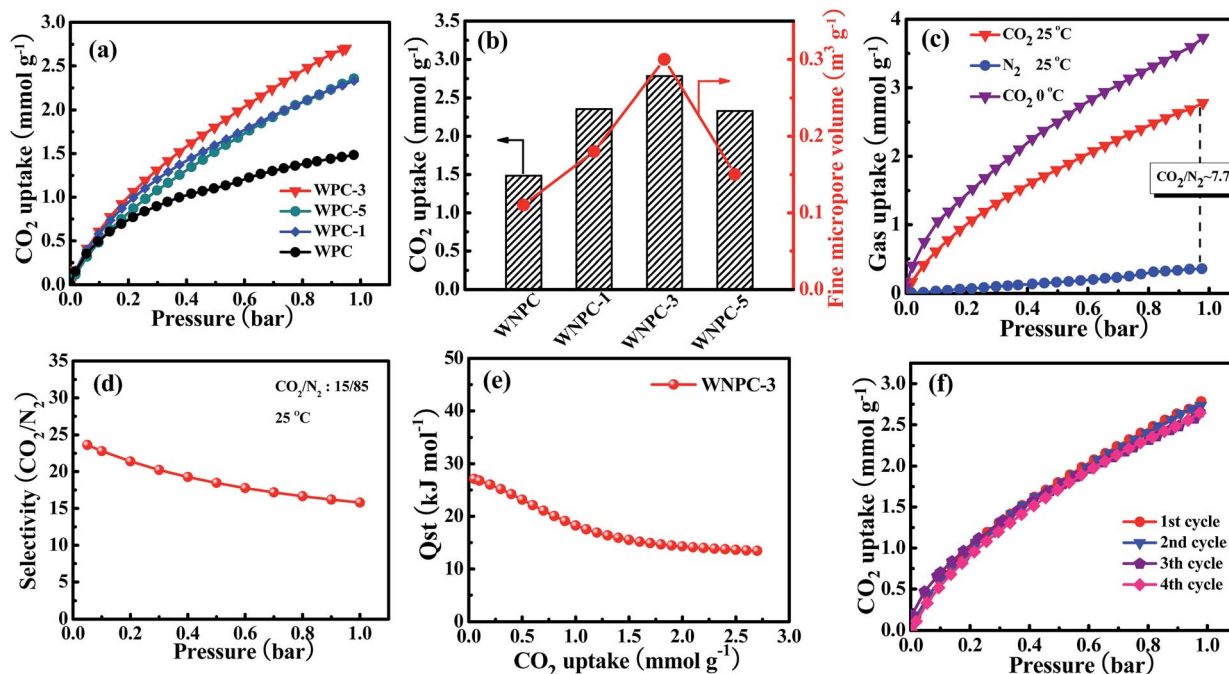 (a)
CO2 uptake (mmol g-1)
3.0
2.5
2.0
1.5
1.0
0.5
0.0
WPC-3
WPC-5
WPC-1
WPC
0.0 0.2 0.4 0.6 0.8 1.0
Pressure (bar)
(b)
CO2 uptake (mmol g-1)
3.5
3.0
2.5
2.0
1.5
1.0
0.5
0.0
WNPC WNPC-1 WNPC-3 WNPC-5
0.3
0.2
0.1
0.0
Fine micropore volume (m3 g-1)
(c)
Gas uptake (mmol g-1)
4
3
2
1
0
CO2 25 °C
N2 25 °C
CO2 0 °C
CO2/N2~7.7
0.0 0.2 0.4 0.6 0.8 1.0
Pressure (bar)
(d)
Selectivity (CO2/N2)
35
30
25
20
15
10
5
0
CO2/N2 : 15/85
25 °C
0.0 0.2 0.4 0.6 0.8 1.0
Pressure (bar)
(e)
Qst (kJ mol-1)
50
40
30
20
10
0
WNPC-3
0.0 0.5 1.0 1.5 2.0 2.5 3.0
CO2 uptake (mmol g-1)
(f)
CO2 uptake (mmol g-1)
3.0
2.5
2.0
1.5
1.0
0.5
0.0
1st cycle
2nd cycle
3th cycle
4th cycle
0.0 0.2 0.4 0.6 0.8 1.0
Pressure (bar)